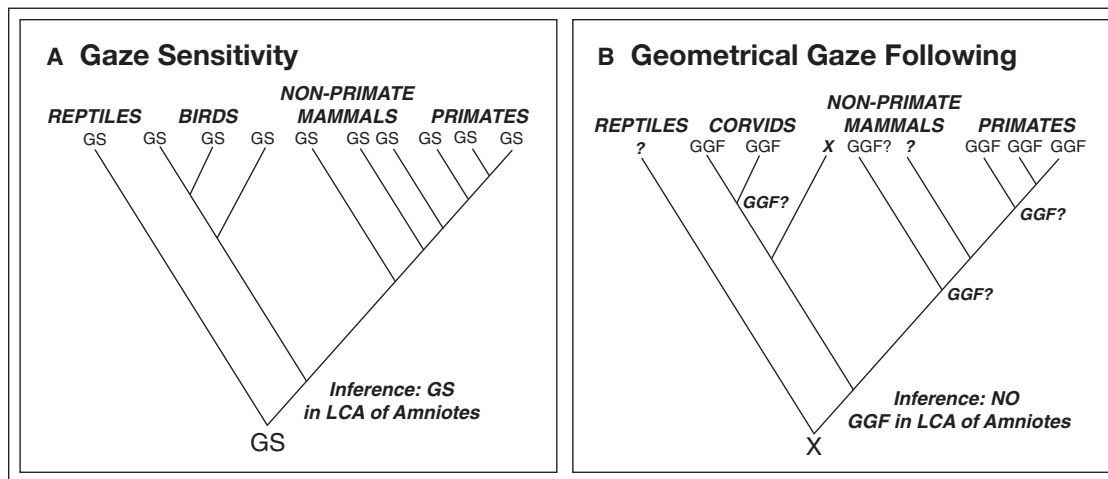 A Gaze Sensitivity
NON-PRIMATE
REPTILES BIRDS MAMMALS PRIMATES
GS GS GS GS GS GS GS GS GS GS
Inference: GS
in LCA of Amniotes
GS
B Geometrical Gaze Following
NON-PRIMATE
REPTILES CORVIDS MAMMALS PRIMATES
? GGF GGF X GGF? ? GGF GGF GGF
GGF?
GGF?
GGF?
Inference: NO
GGF in LCA of Amniotes
X